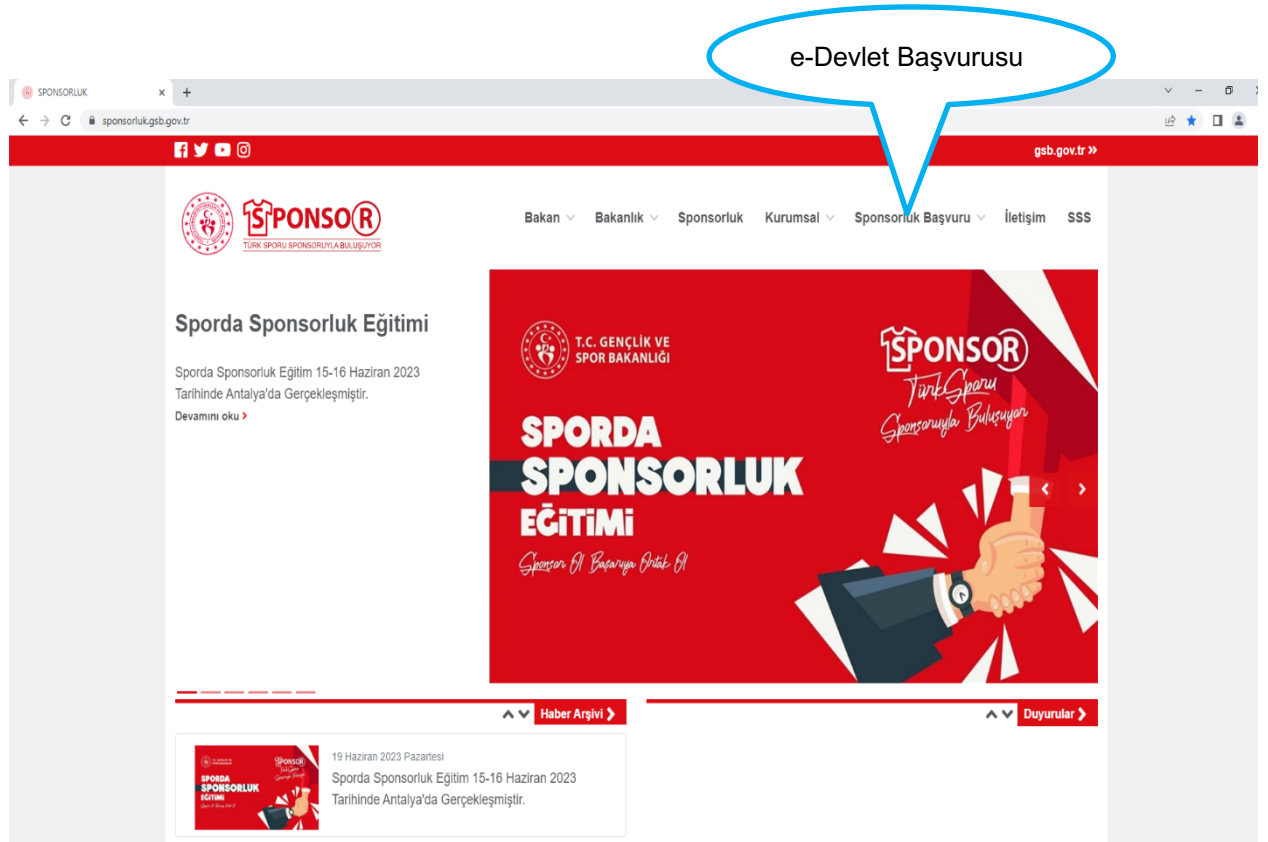 e-Devlet Başvurusu
SPONSORLUK
sponsorluk.gsb.gov.tr
gsb.gov.tr »
SPONSOR
TÜRK SPORU SPONSORUYLA BULUŞUYOR
Bakan Bakanlık Sponsorluk Kurumsal Sponsorluk Başvuru İletişim SSS
Sporda Sponsorluk Eğitimi
Sporda Sponsorluk Eğitim 15-16 Haziran 2023
Tarihinde Antalya'da Gerçekleşmiştir.
Devamını oku >
T.C. GENÇLİK VE
SPOR BAKANLIĞI
SPONSOR
Türk Sporu
Sponsoruyla Buluşuyor
SPORDA
SPONSORLUK
EĞİTİMİ
Sponsor Ol Başarıya Ortak Ol
Haber Arşivi >
Duyurular >
19 Haziran 2023 Pazartesi
Sporda Sponsorluk Eğitim 15-16 Haziran 2023
Tarihinde Antalya'da Gerçekleşmiştir.
SPONSOR
SPORDA
SPONSORLUK
EĞİTİMİ